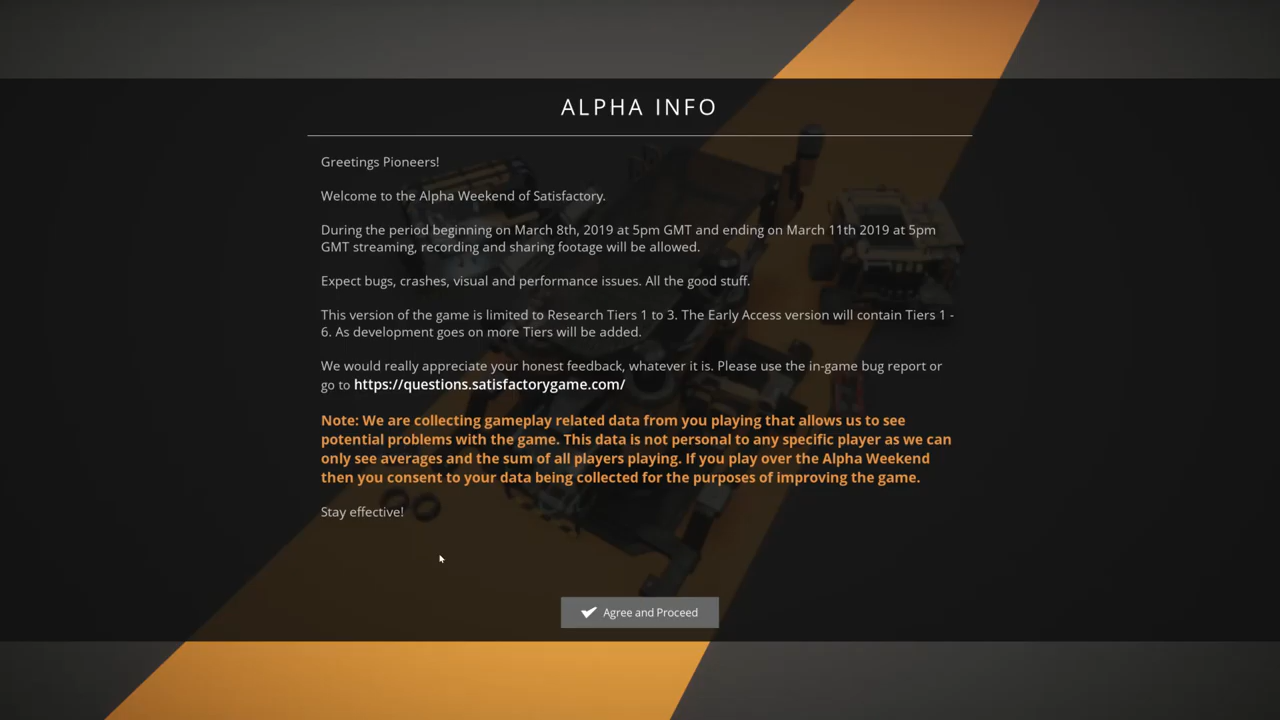 ALPHA INFO
Greetings Pioneers!
Welcome to the Alpha Weekend of Satisfactory.
During the period beginning on March 8th, 2019 at 5pm GMT and ending on March 11th 2019 at 5pm
GMT streaming, recording and sharing footage will be allowed.
Expect bugs, crashes, visual and performance issues. All the good stuff.
This version of the game is limited to Research Tiers 1 to 3. The Early Access version will contain Tiers 1 -
6. As development goes on more Tiers will be added.
We would really appreciate your honest feedback, whatever it is. Please use the in-game bug report or
go to https://questions.satisfactorygame.com/
Note: We are collecting gameplay related data from you playing that allows us to see
potential problems with the game. This data is not personal to any specific player as we can
only see averages and the sum of all players playing. If you play over the Alpha Weekend
then you consent to your data being collected for the purposes of improving the game.
Stay effective!
Agree and Proceed